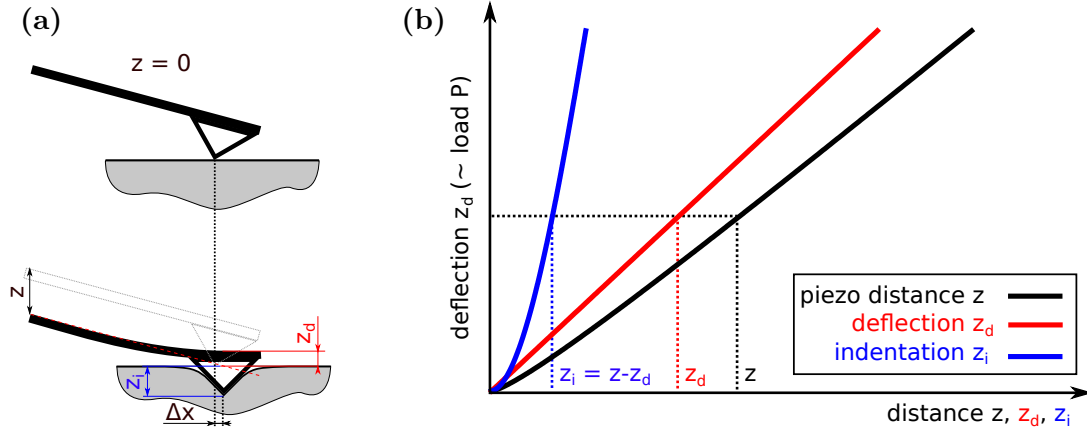 (a)
z = 0
z
z_d
z_i
Δx
(b)
deflection z_d (~ load P)
z_i = z-z_d
z_d
z
piezo distance z
deflection z_d
indentation z_i
distance z, z_d, z_i